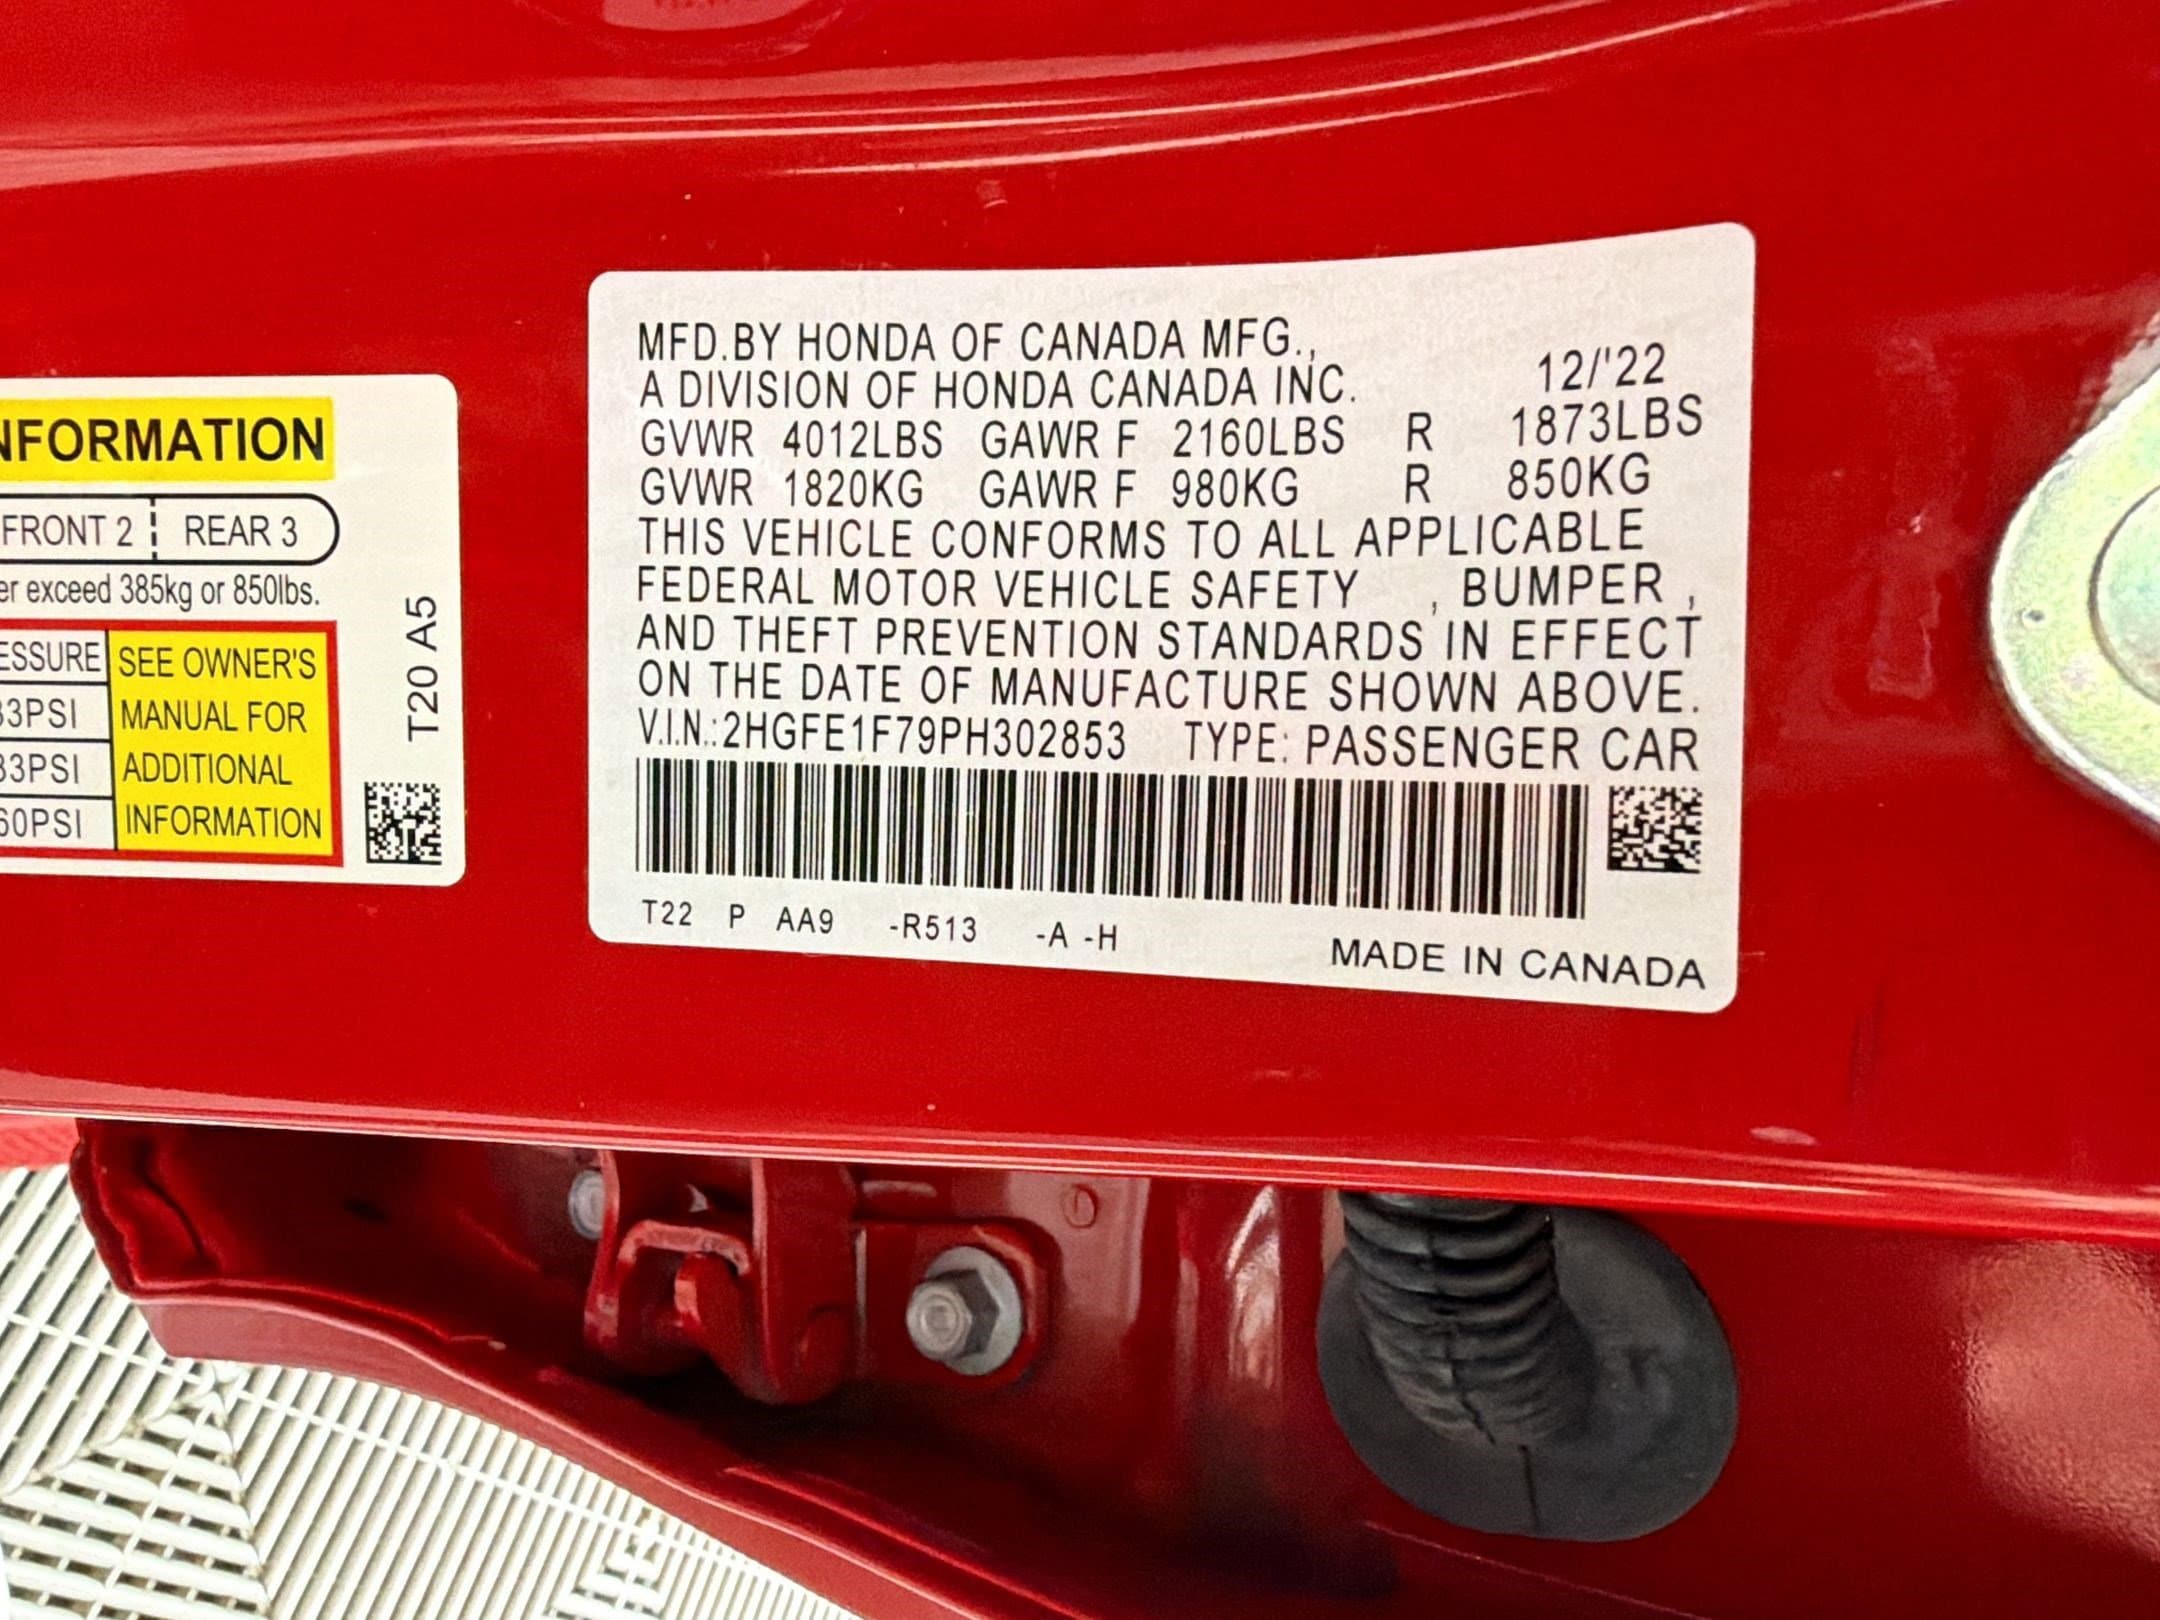 NFORMATION
FRONT 2 REAR 3
er exceed 385kg or 850lbs.
ESSURE SEE OWNER'S
33PSI MANUAL FOR
33PSI ADDITIONAL
60PSI INFORMATION
T20 A5
MFD.BY HONDA OF CANADA MFG.,
A DIVISION OF HONDA CANADA INC. 12/'22
GVWR 4012LBS GAWR F 2160LBS R 1873LBS
GVWR 1820KG GAWR F 980KG R 850KG
THIS VEHICLE CONFORMS TO ALL APPLICABLE
FEDERAL MOTOR VEHICLE SAFETY , BUMPER ,
AND THEFT PREVENTION STANDARDS IN EFFECT
ON THE DATE OF MANUFACTURE SHOWN ABOVE.
V.I.N.:2HGFE1F79PH302853 TYPE: PASSENGER CAR
T22 P AA9 -R513 -A -H
MADE IN CANADA